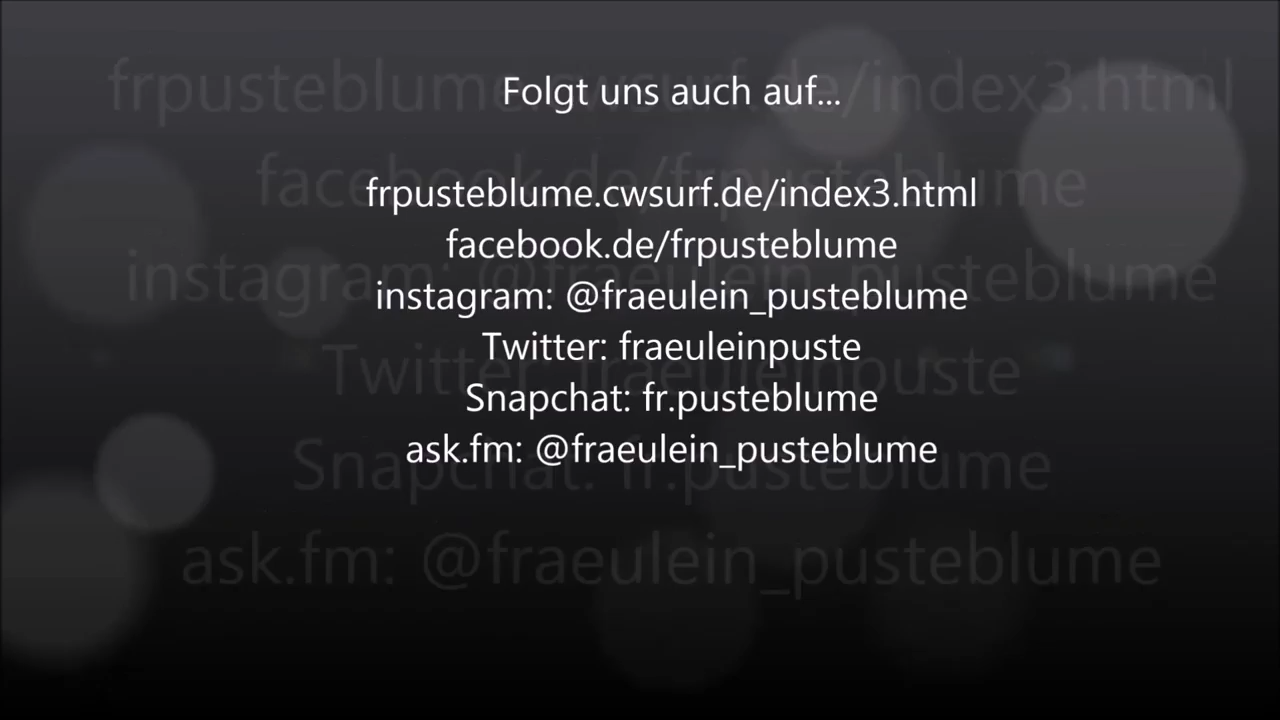 Folgt uns auch auf...
frpusteblume.cwsurf.de/index3.html
facebook.de/frpusteblume
instagram: @fraeulein_pusteblume
Twitter: fraeuleinpuste
Snapchat: fr.pusteblume
ask.fm: @fraeulein_pusteblume